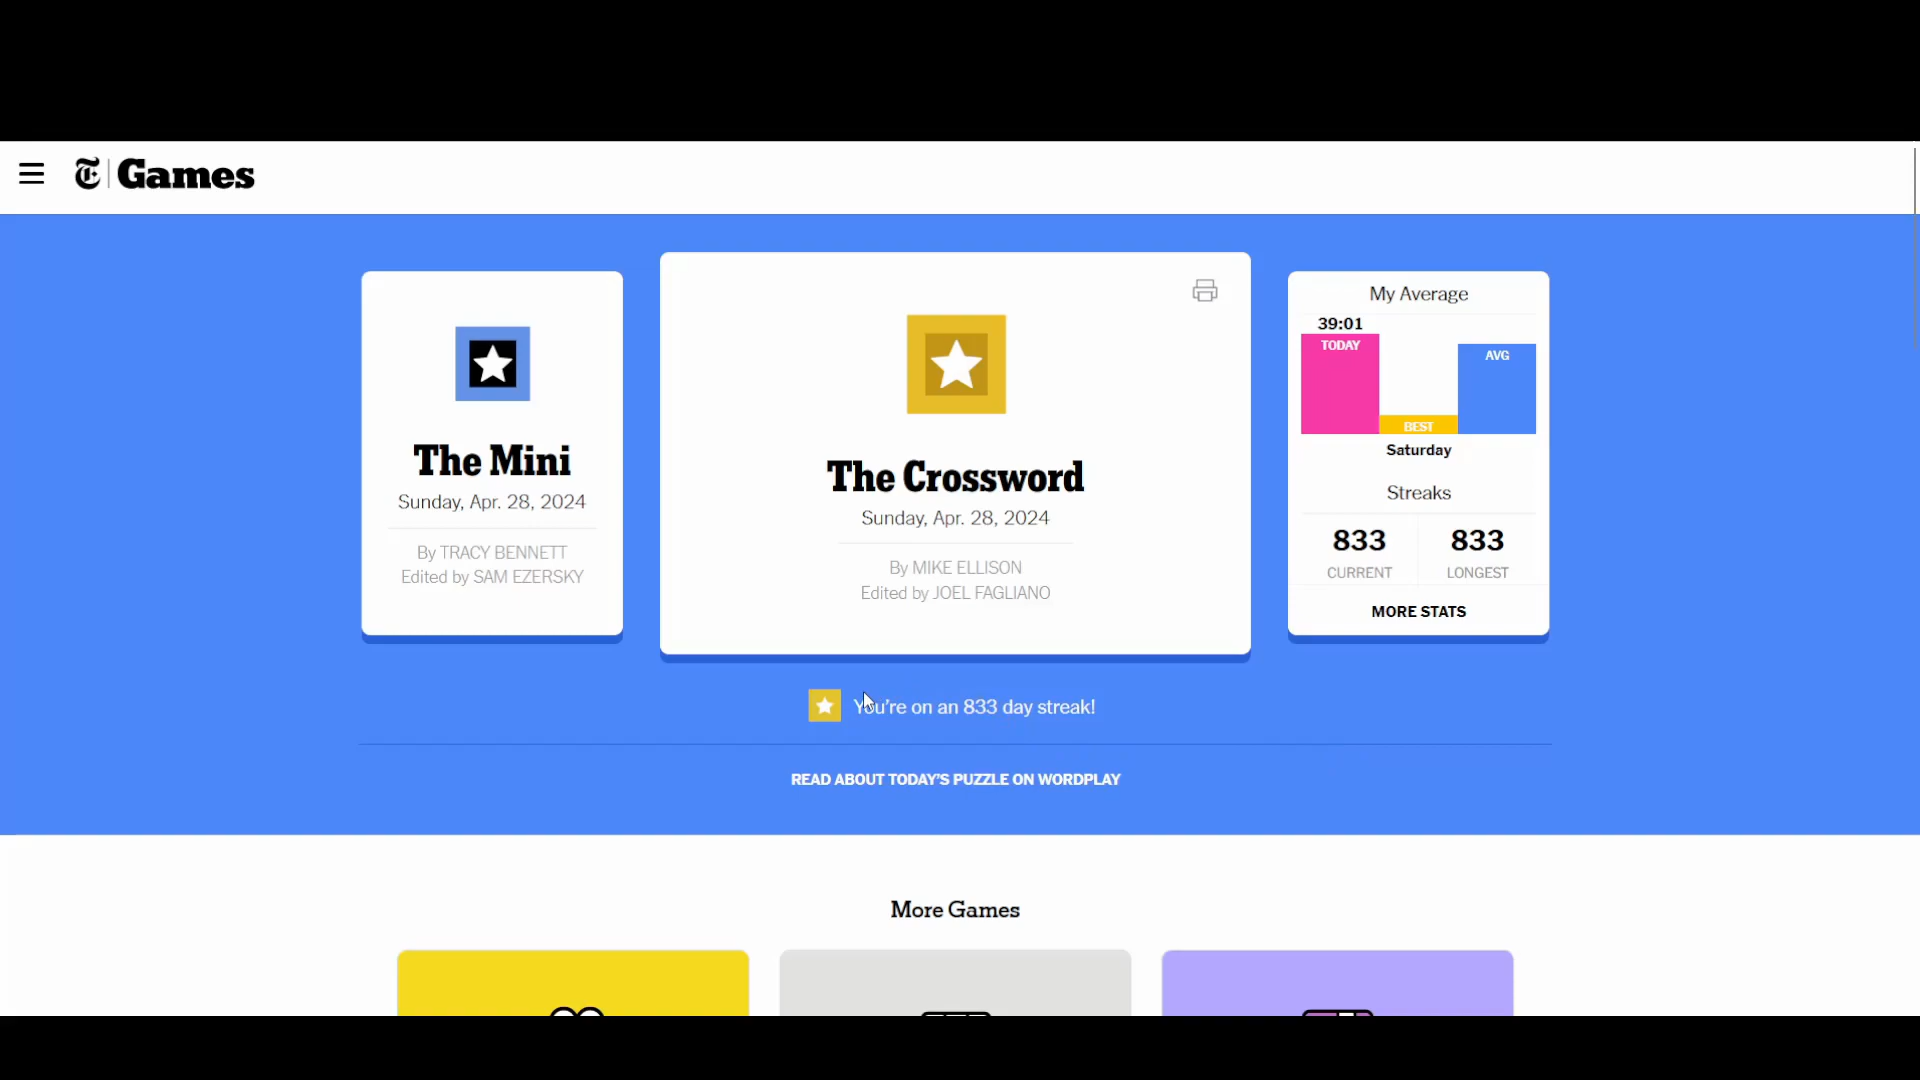 T | Games
The Mini
Sunday, Apr. 28, 2024
By TRACY BENNETT
Edited by SAM EZERSKY
The Crossword
Sunday, Apr. 28, 2024
By MIKE ELLISON
Edited by JOEL FAGLIANO
My Average
39:01
TODAY
BEST
AVG
Saturday
Streaks
833 833
CURRENT LONGEST
MORE STATS
You're on an 833 day streak!
READ ABOUT TODAY'S PUZZLE ON WORDPLAY
More Games